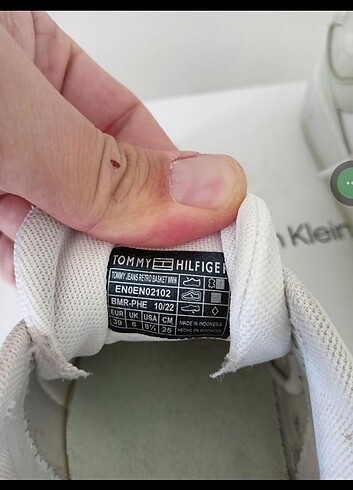 TOMMY HILFIGER
TOMMY JEANS RETRO BASKET WMN
EN0EN02102
BMR-PHE 10/22
EUR UK USA CM
39 6 8½ 25
MADE IN INDONESIA
Klein